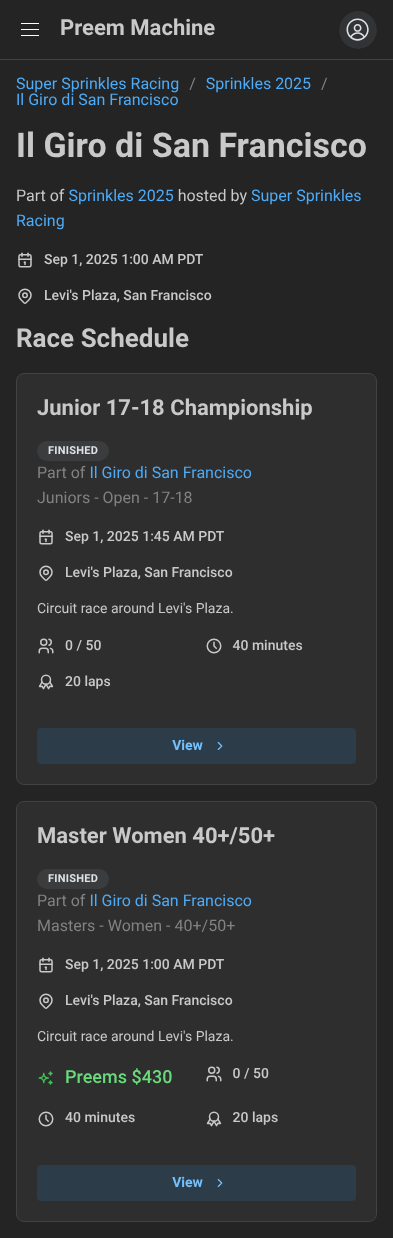 Preem Machine
Super Sprinkles Racing / Sprinkles 2025 /
Il Giro di San Francisco
Il Giro di San Francisco
Part of Sprinkles 2025 hosted by Super Sprinkles
Racing
Sep 1, 2025 1:00 AM PDT
Levi's Plaza, San Francisco
Race Schedule
Junior 17-18 Championship
FINISHED
Part of Il Giro di San Francisco
Juniors - Open - 17-18
Sep 1, 2025 1:45 AM PDT
Levi's Plaza, San Francisco
Circuit race around Levi's Plaza.
0 / 50 40 minutes
20 laps
View
Master Women 40+/50+
FINISHED
Part of Il Giro di San Francisco
Masters - Women - 40+/50+
Sep 1, 2025 1:00 AM PDT
Levi's Plaza, San Francisco
Circuit race around Levi's Plaza.
Preems $430 0 / 50
40 minutes 20 laps
View